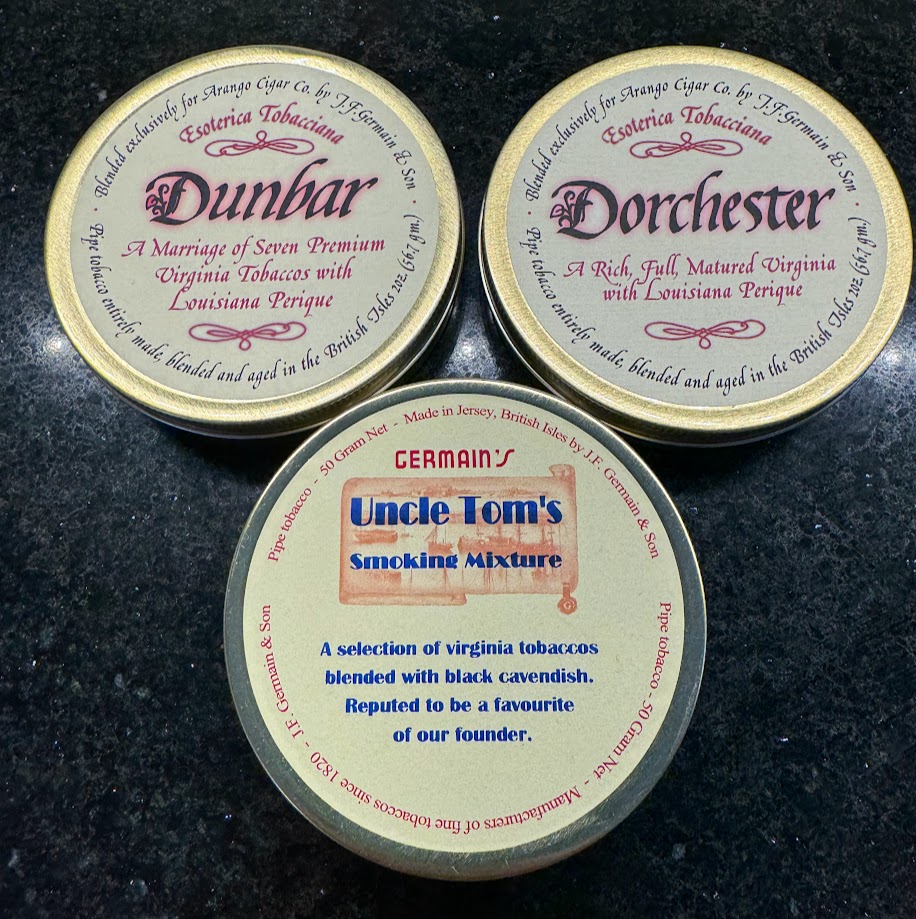 Blended exclusively for Arango Cigar Co. by J.F.Germain & Son
Esoterica Tobacciana
Dunbar
A Marriage of Seven Premium
Virginia Tobaccos with
Louisiana Perique
Pipe tobacco entirely made, blended and aged in the British Isles 2oz (56,7 gm)
Blended exclusively for Arango Cigar Co. by J.F.Germain & Son
Esoterica Tobacciana
Dorchester
A Rich, Full, Matured Virginia
with Louisiana Perique
Pipe tobacco entirely made, blended and aged in the British Isles 2oz (56,7 gm)
Pipe tobacco - 50 Gram Net - Made in Jersey, British Isles by J.F. Germain & Son
GERMAIN'S
Uncle Tom's
Smoking Mixture
G
A selection of virginia tobaccos
blended with black cavendish.
Reputed to be a favourite
of our founder.
Pipe tobacco - 50 Gram Net - Manufacturers of fine tobaccos since 1820 - J.F. Germain & Son